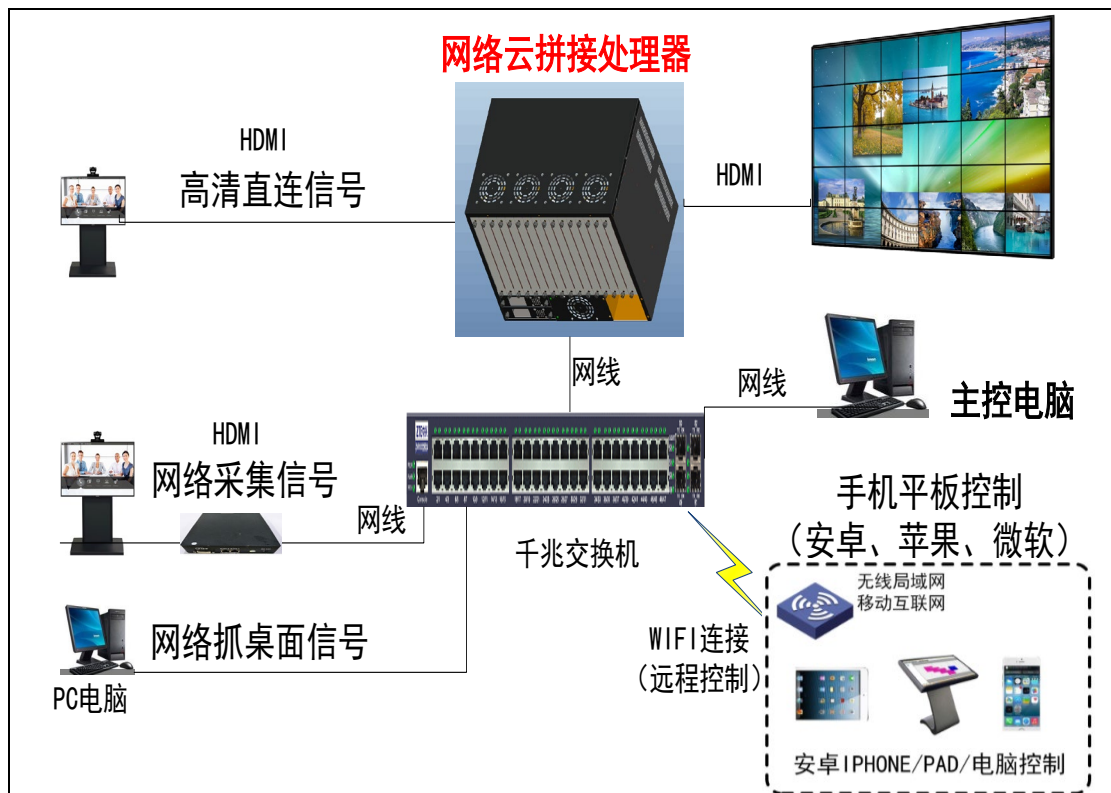 网络云拼接处理器
HDMI
高清直连信号
HDMI
网线
网线
主控电脑
HDMI
网络采集信号
网线
千兆交换机
手机平板控制
（安卓、苹果、微软）
无线局域网
移动互联网
网络抓桌面信号
PC电脑
WIFI连接
（远程控制）
安卓IPHONE/PAD/电脑控制